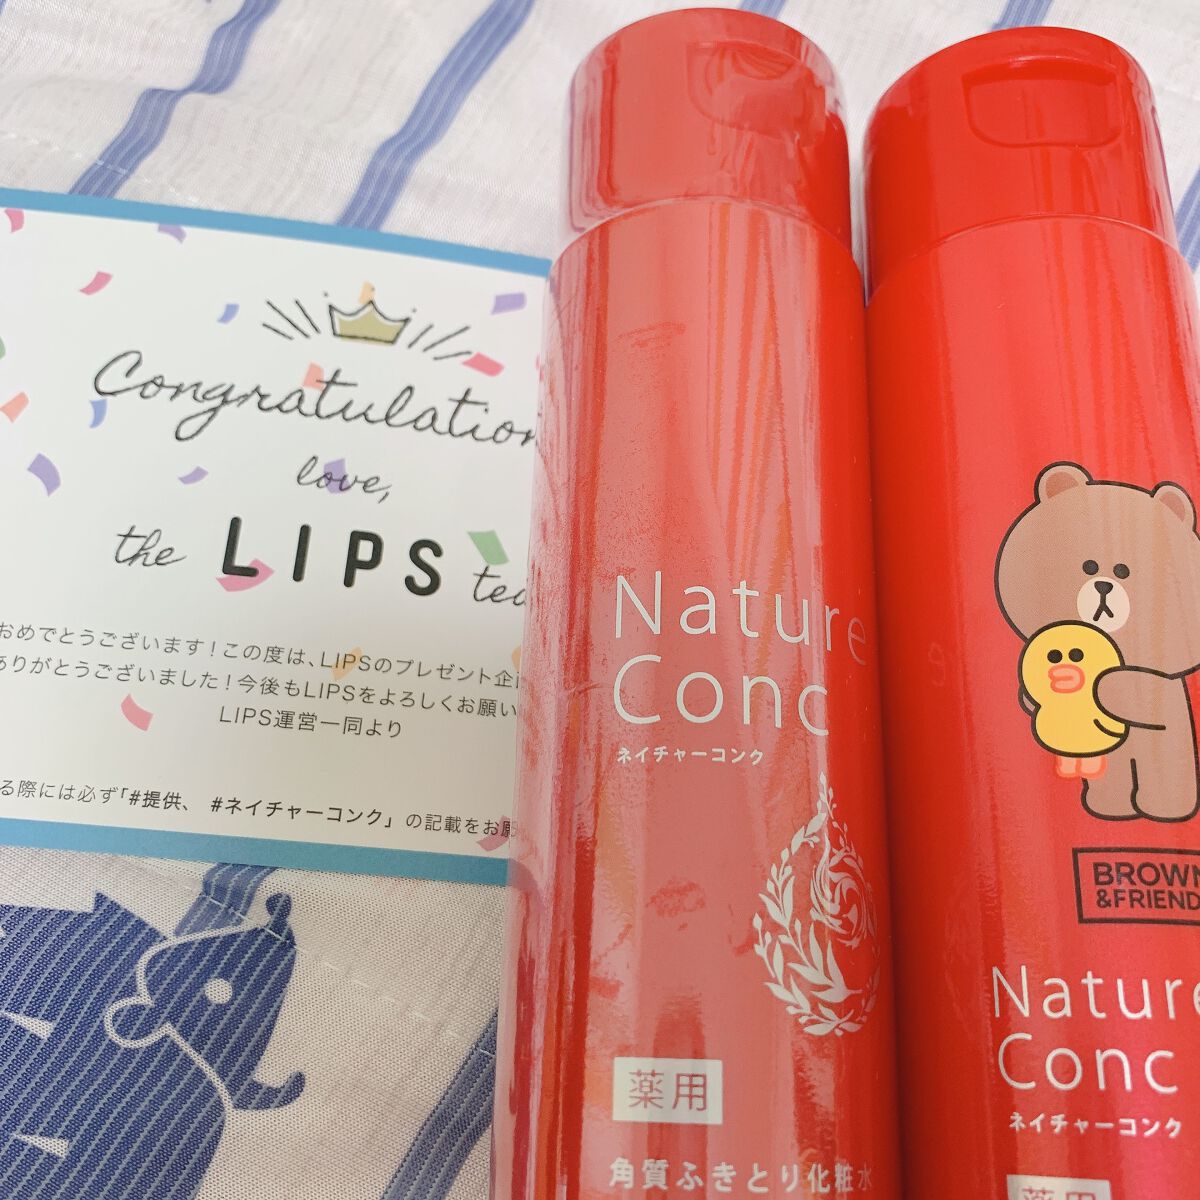 Congratulation
love,
the LIPS
おめでとうございます!この度は、LIPSのプレゼント企
ありがとうございました!今後もLIPSをよろしくお願い
LIPS運営一同より
る際には必ず「#提供、 #ネイチャーコンク」の記載をお願
Nature
Conc
ネイチャーコンク
薬用
角質ふきとり化粧水
BROWN
&FRIEND
Nature
Conc
ネイチャーコンク
薬用